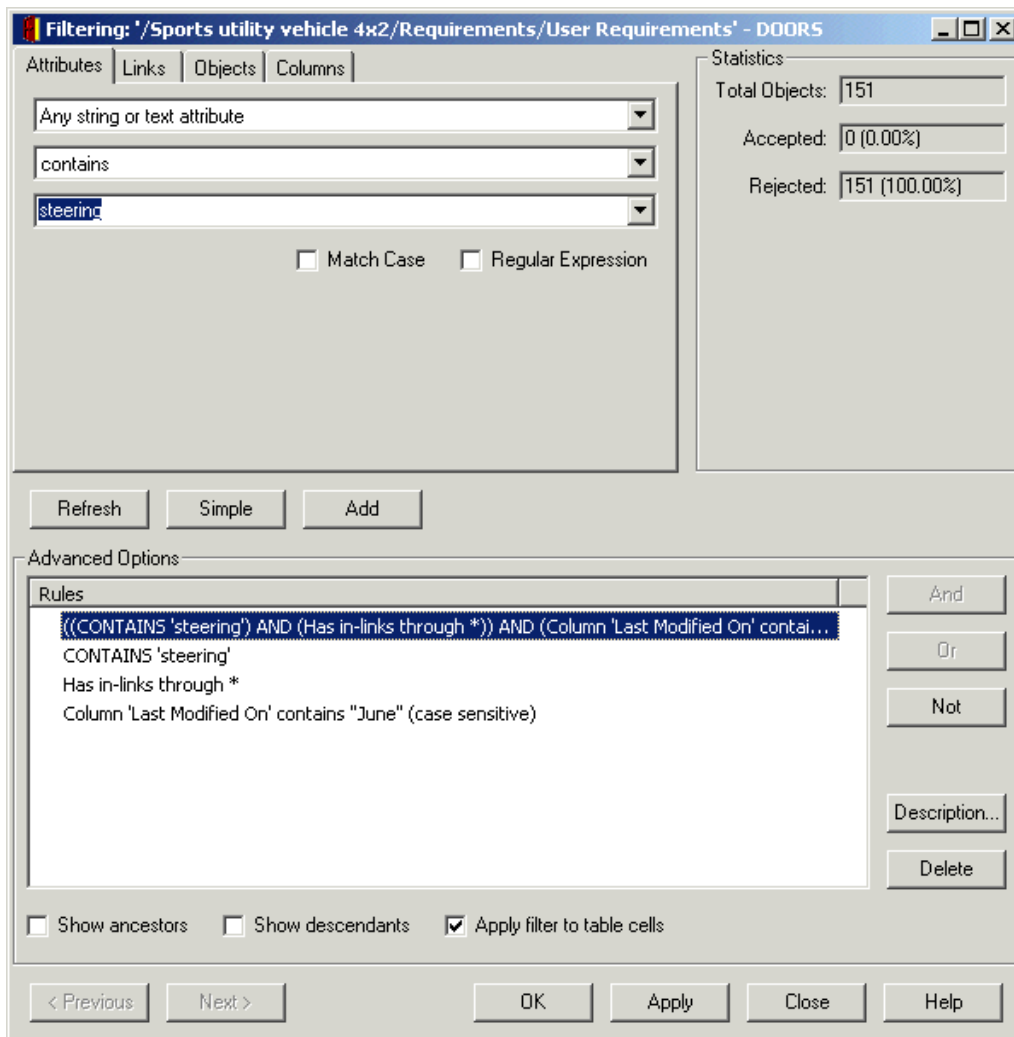 Filtering: '/Sports utility vehicle 4x2/Requirements/User Requirements' - DOORS
Attributes Links Objects Columns
Any string or text attribute
contains
steering
Match Case Regular Expression
Statistics
Total Objects: 151
Accepted: 0 (0.00%)
Rejected: 151 (100.00%)
Refresh Simple Add
Advanced Options
Rules
((CONTAINS 'steering') AND (Has in-links through *)) AND (Column 'Last Modified On' contai...
CONTAINS 'steering'
Has in-links through *
Column 'Last Modified On' contains "June" (case sensitive)
And
Or
Not
Description...
Delete
Show ancestors Show descendants Apply filter to table cells
< Previous Next > OK Apply Close Help